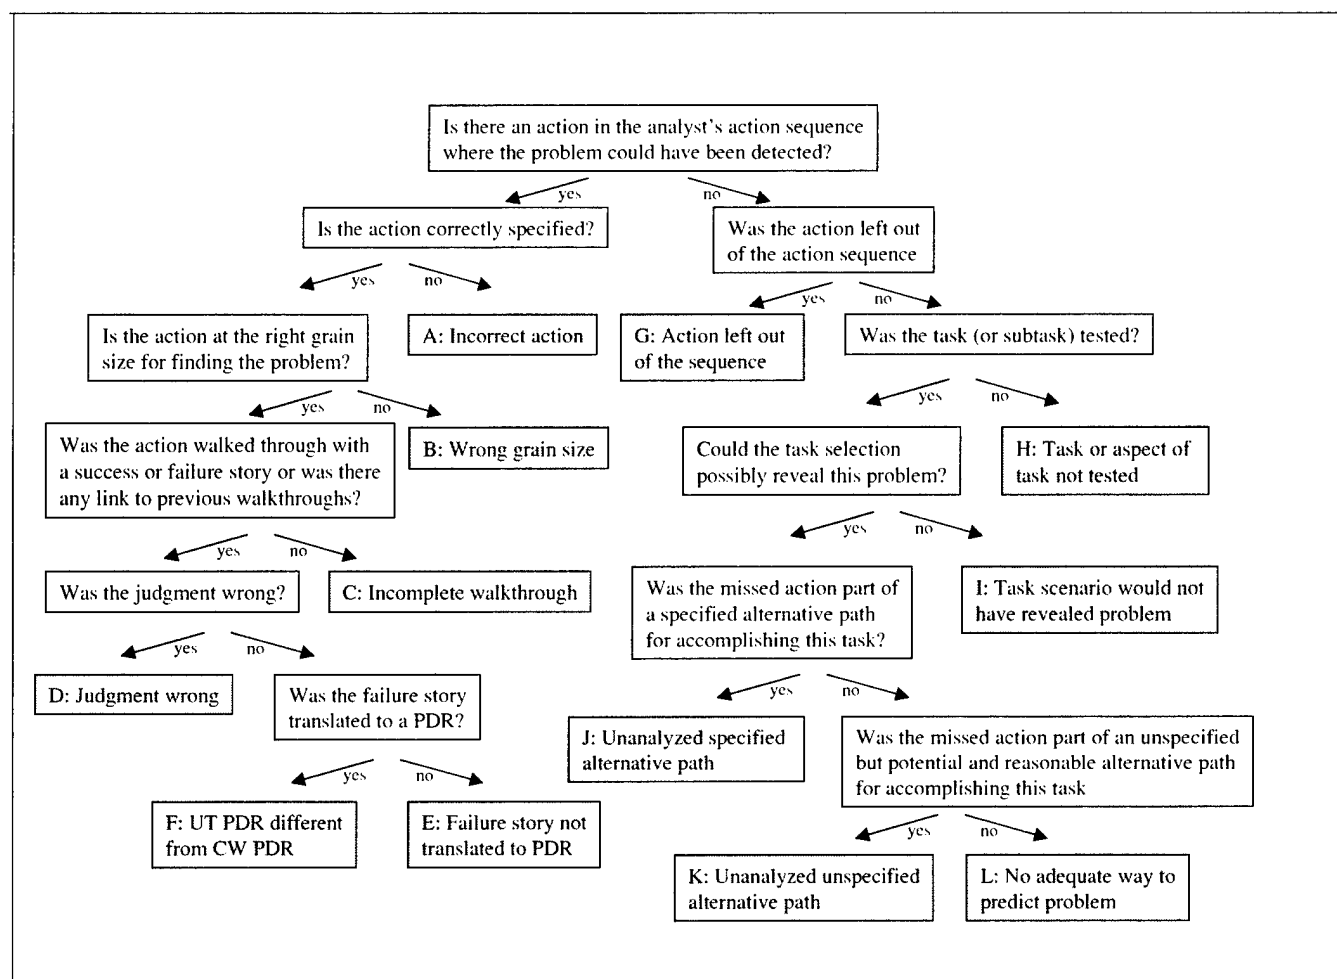 Is there an action in the analyst's action sequence
where the problem could have been detected?
yes
no
Is the action correctly specified?
Was the action left out
of the action sequence
yes
no
yes
no
Is the action at the right grain
size for finding the problem?
A: Incorrect action
G: Action left out
of the sequence
Was the task (or subtask) tested?
yes
no
yes
no
Was the action walked through with
a success or failure story or was there
any link to previous walkthroughs?
B: Wrong grain size
Could the task selection
possibly reveal this problem?
H: Task or aspect of
task not tested
yes
no
yes
no
Was the judgment wrong?
C: Incomplete walkthrough
Was the missed action part of
a specified alternative path
for accomplishing this task?
I: Task scenario would not
have revealed problem
yes
no
yes
no
D: Judgment wrong
Was the failure story
translated to a PDR?
J: Unanalyzed specified
alternative path
Was the missed action part of an unspecified
but potential and reasonable alternative path
for accomplishing this task
yes
no
yes
no
F: UT PDR different
from CW PDR
E: Failure story not
translated to PDR
K: Unanalyzed unspecified
alternative path
L: No adequate way to
predict problem